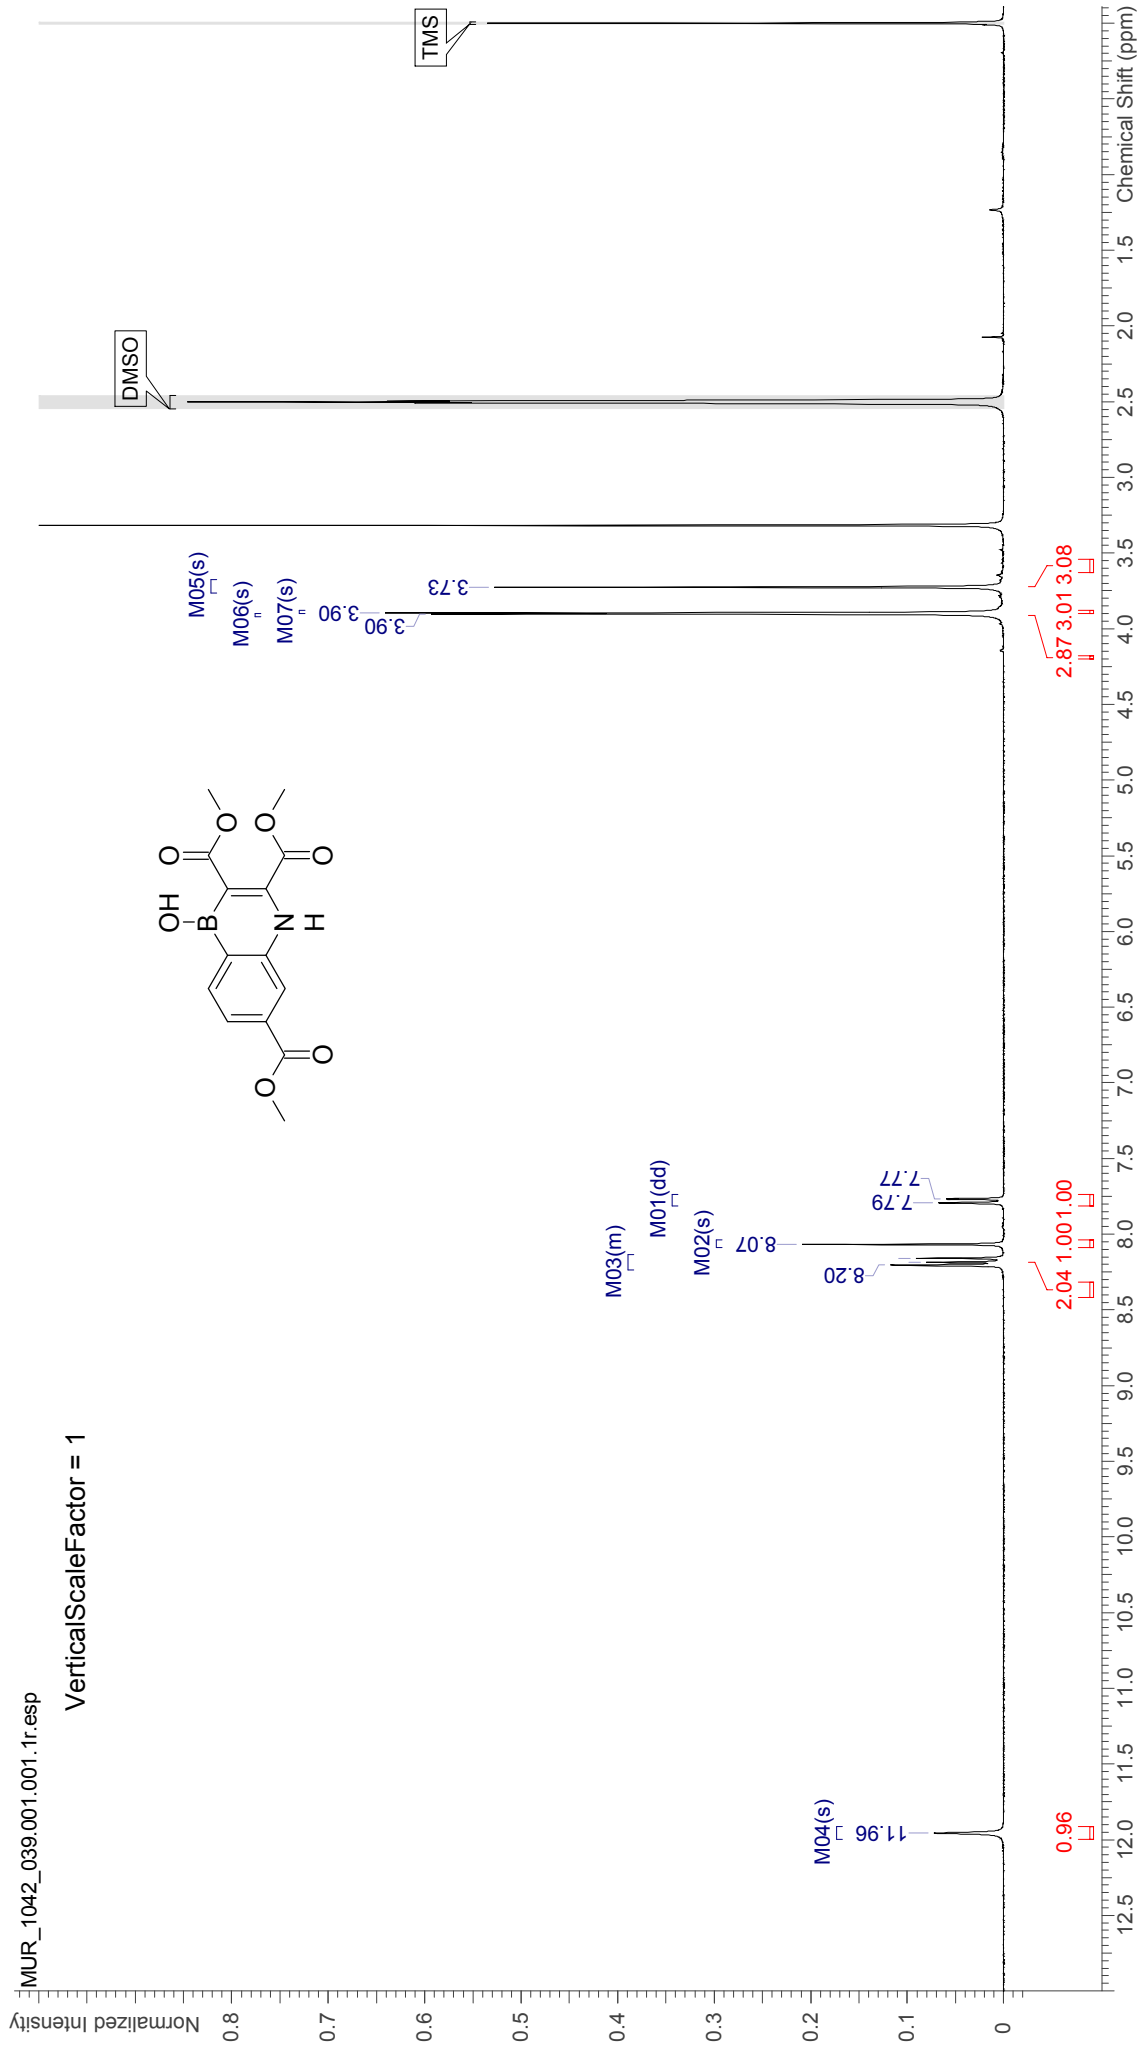 MUR_1042_039.001.001.1r.esp
VerticalScaleFactor = 1
Normalized Intensity
0.8
0.7
0.6
0.5
0.4
0.3
0.2
0.1
0
TMS
DMSO
M04(s)
11.96
M03(m)
8.20
M02(s)
8.07
M01(dd)
7.79
7.77
M07(s)
3.90
M06(s)
3.90
M05(s)
3.73
O
O
OH
B
N
H
O
O
O
O
0.96
2.04 1.00 1.00
2.87 3.01 3.08
12.5 12.0 11.5 11.0 10.5 10.0 9.5 9.0 8.5 8.0 7.5 7.0 6.5 6.0 5.5 5.0 4.5 4.0 3.5 3.0 2.5 2.0 1.5 Chemical Shift (ppm)